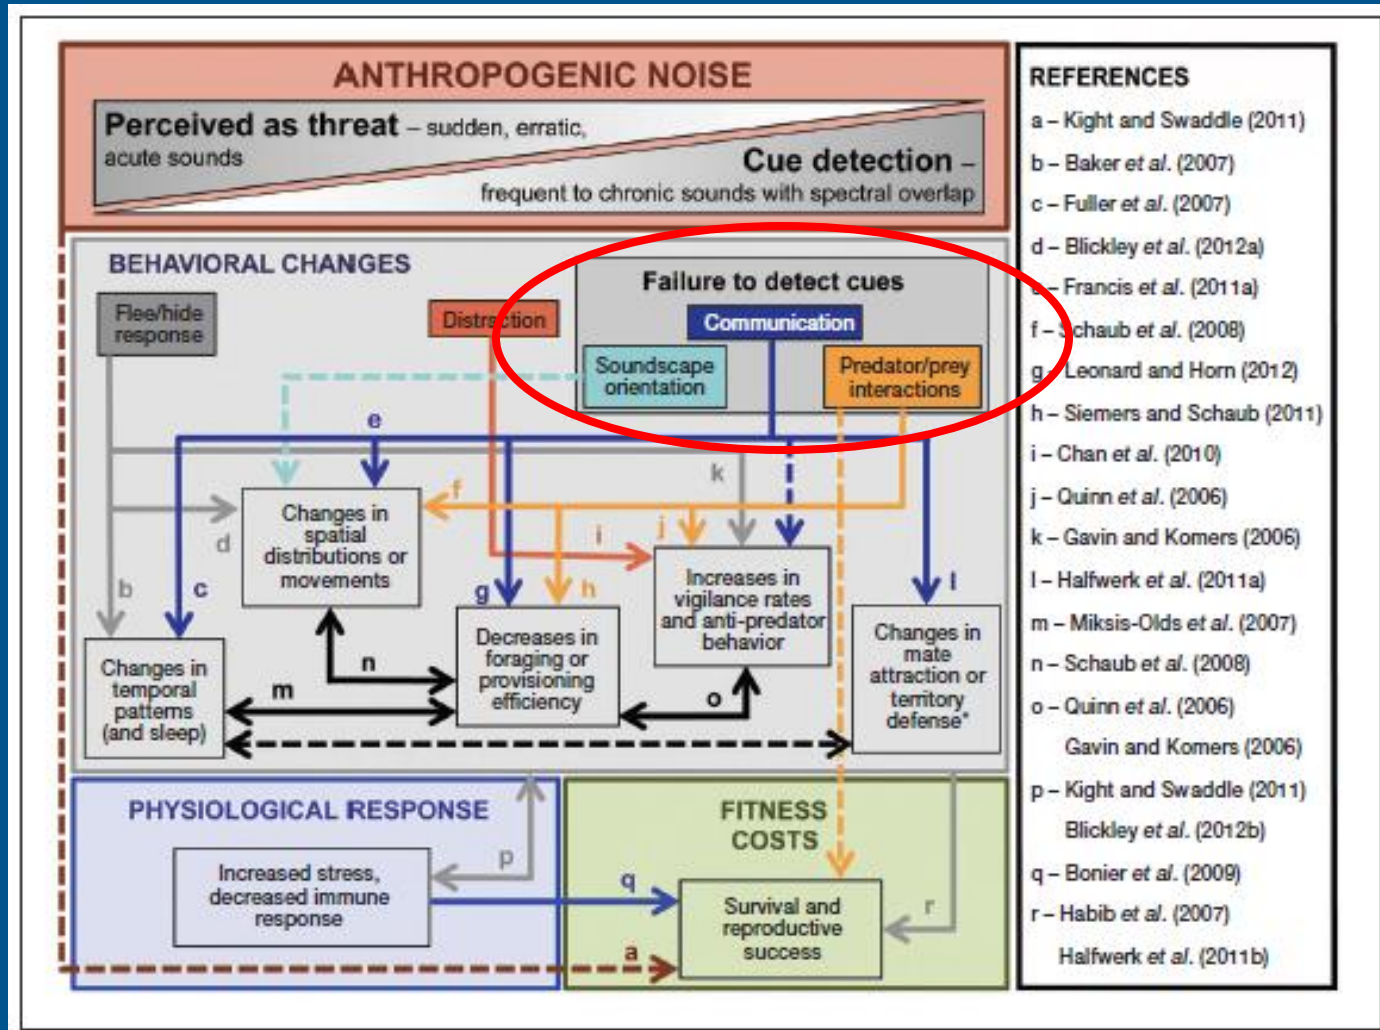 ANTHROPOGENIC NOISE
Perceived as threat – sudden, erratic,
acute sounds
Cue detection –
frequent to chronic sounds with spectral overlap
BEHAVIORAL CHANGES
Flee/hide
response
Distraction
Failure to detect cues
Communication
Soundscape
orientation
Predator/prey
interactions
e
k
f
d
i
j
b
c
g
h
l
Changes in
spatial
distributions or
movements
Increases in
vigilance rates
and anti-predator
behavior
Decreases in
foraging or
provisioning
efficiency
Changes in
mate
attraction or
territory
defense*
Changes in
temporal
patterns
(and sleep)
n
m
o
PHYSIOLOGICAL RESPONSE
Increased stress,
decreased immune
response
p
q
a
FITNESS
COSTS
Survival and
reproductive
success
r
REFERENCES
a – Kight and Swaddle (2011)
b – Baker et al. (2007)
c – Fuller et al. (2007)
d – Blickley et al. (2012a)
e – Francis et al. (2011a)
f – Schaub et al. (2008)
g – Leonard and Horn (2012)
h – Siemers and Schaub (2011)
i – Chan et al. (2010)
j – Quinn et al. (2006)
k – Gavin and Komers (2006)
l – Halfwerk et al. (2011a)
m – Miksis-Olds et al. (2007)
n – Schaub et al. (2008)
o – Quinn et al. (2006)
Gavin and Komers (2006)
p – Kight and Swaddle (2011)
Blickley et al. (2012b)
q – Bonier et al. (2009)
r – Habib et al. (2007)
Halfwerk et al. (2011b)